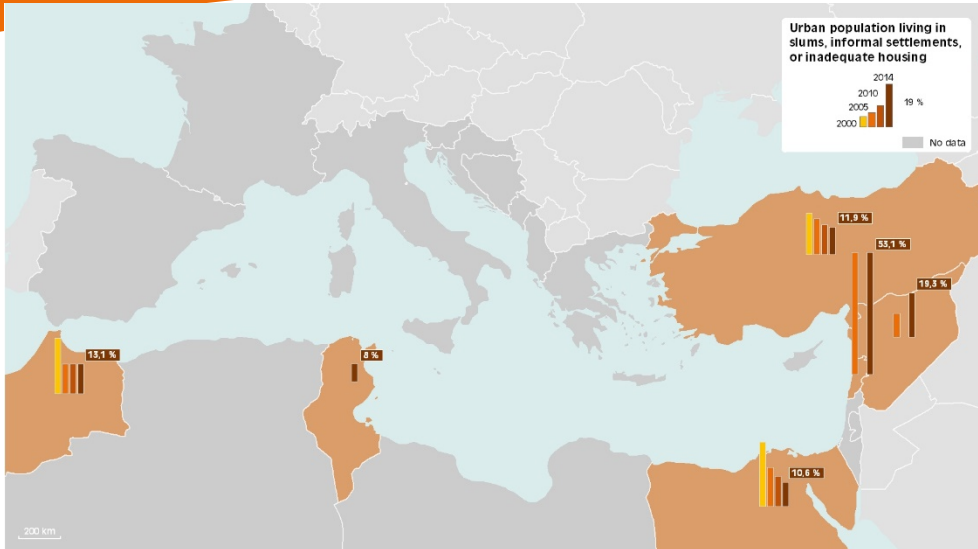 Urban population living in
slums, informal settlements,
or inadequate housing
2014
2010
2005
2000
19 %
No data
11,9 %
53,1 %
19,3 %
13,1 %
8 %
10,6 %
200 km